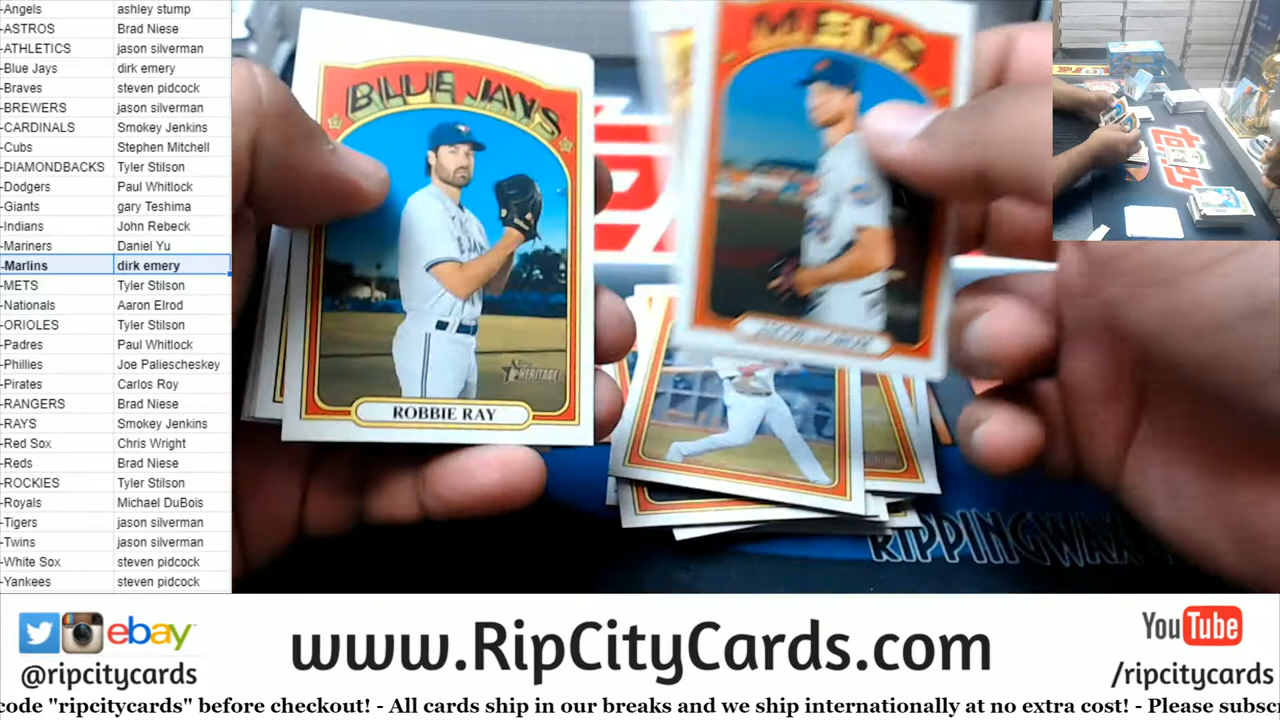 -Angels ashley stump
-ASTROS Brad Niese
-ATHLETICS jason silverman
-Blue Jays dirk emery
-Braves steven pidcock
-BREWERS jason silverman
-CARDINALS Smokey Jenkins
-Cubs Stephen Mitchell
-DIAMONDBACKS Tyler Stilson
-Dodgers Paul Whitlock
-Giants gary Teshima
-Indians John Rebeck
-Mariners Daniel Yu
-Marlins dirk emery
-METS Tyler Stilson
-Nationals Aaron Elrod
-ORIOLES Tyler Stilson
-Padres Paul Whitlock
-Phillies Joe Paliescheskey
-Pirates Carlos Roy
-RANGERS Brad Niese
-RAYS Smokey Jenkins
-Red Sox Chris Wright
-Reds Brad Niese
-ROCKIES Tyler Stilson
-Royals Michael DuBois
-Tigers jason silverman
-Twins jason silverman
-White Sox steven pidcock
-Yankees steven pidcock
BLUE JAYS
HERITAGE
ROBBIE RAY
METS
RIPPINGWAX
ebay
@ripcitycards
www.RipCityCards.com
YouTube
/ripcitycards
code "ripcitycards" before checkout! - All cards ship in our breaks and we ship internationally at no extra cost! - Please subsc